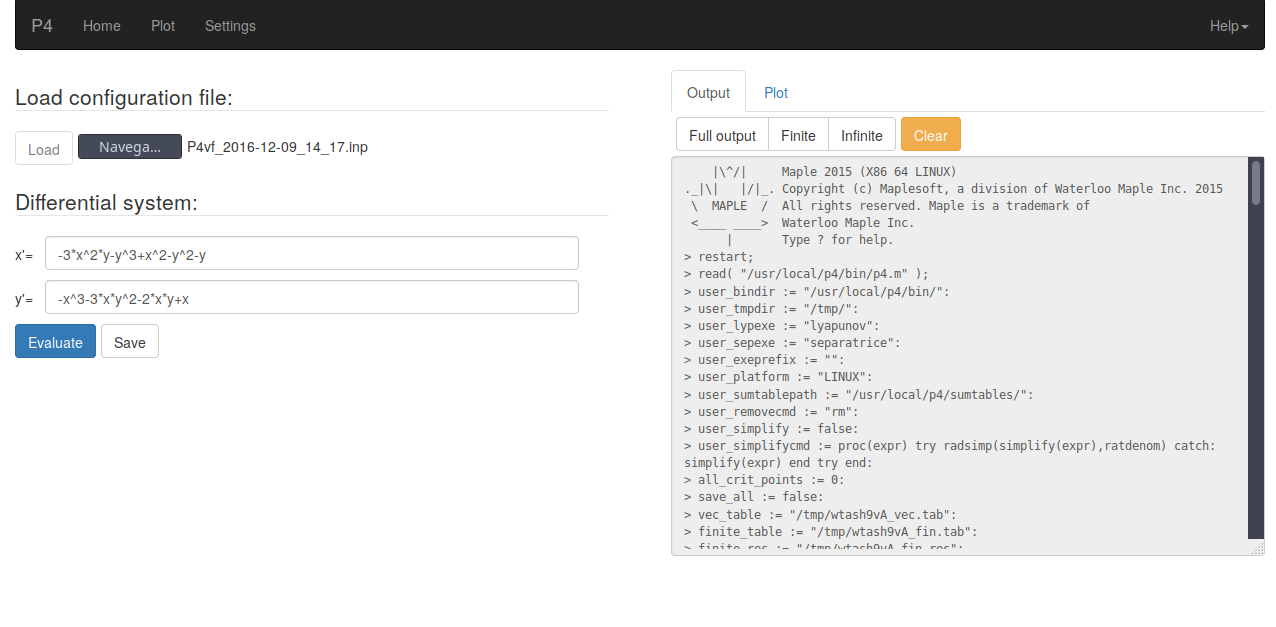 P4 Home Plot Settings Help
Load configuration file:
Load Navega... P4vf_2016-12-09_14_17.inp
Differential system:
x'= -3*x^2*y-y^3+x^2-y^2-y
y'= -x^3-3*x*y^2-2*x*y+x
Evaluate Save
Output Plot
Full output Finite Infinite Clear
    |\^/|     Maple 2015 (X86 64 LINUX)
._|\|   |/|_. Copyright (c) Maplesoft, a division of Waterloo Maple Inc. 2015
 \  MAPLE  /  All rights reserved. Maple is a trademark of
 <____ ____>  Waterloo Maple Inc.
      |       Type ? for help.
> restart;
> read( "/usr/local/p4/bin/p4.m" );
> user_bindir := "/usr/local/p4/bin/":
> user_tmpdir := "/tmp/":
> user_lypexe := "lyapunov":
> user_sepexe := "separatrice":
> user_exeprefix := "":
> user_platform := "LINUX":
> user_sumtablepath := "/usr/local/p4/sumtables/":
> user_removecmd := "rm":
> user_simplify := false:
> user_simplifycmd := proc(expr) try radsimp(simplify(expr),ratdenom) catch:
simplify(expr) end try end:
> all_crit_points := 0:
> save_all := false:
> vec_table := "/tmp/wtash9vA_vec.tab":
> finite_table := "/tmp/wtash9vA_fin.tab":
> finite_res := "/tmp/wtash9vA_fin.res":